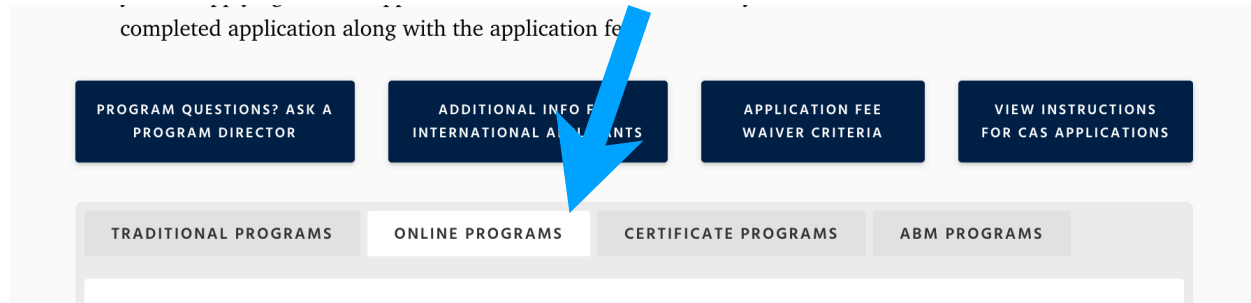 completed application along with the application
PROGRAM QUESTIONS? ASK A
PROGRAM DIRECTOR
ADDITIONAL INFO
INTERNATIONAL
APPLICATION FEE
WAIVER CRITERIA
VIEW INSTRUCTIONS
FOR CAS APPLICATIONS
TRADITIONAL PROGRAMS
ONLINE PROGRAMS
CERTIFICATE PROGRAMS
ABM PROGRAMS